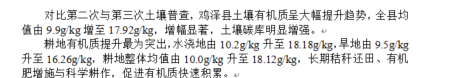 对比第二次与第三次土壤普查，鸡泽县土壤有机质呈大幅提升趋势，全县均
值由 9.9g/kg 增至 17.92g/kg，增幅显著，土壤碳库明显增强。
耕地有机质提升最为突出,水浇地由 10.2g/kg 升至 18.18g/kg,旱地由 9.5g/kg
升至 16.26g/kg，耕地整体均值由 10.0g/kg 升至 18.12g/kg，长期秸秆还田、有机
肥增施与科学耕作，促进有机质快速积累。